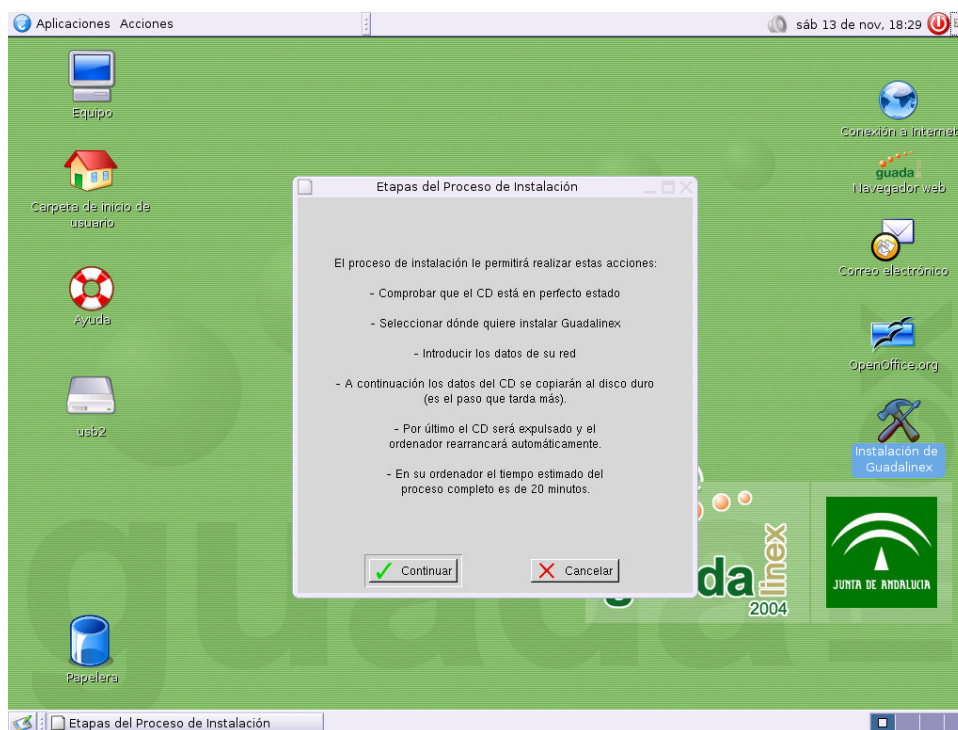 Aplicaciones Acciones
sáb 13 de nov, 18:29
Equipo
Carpeta de inicio de
usuario
Ayuda
usb2
Papelera
Etapas del Proceso de Instalación
El proceso de instalación le permitirá realizar estas acciones:
- Comprobar que el CD está en perfecto estado
- Seleccionar dónde quiere instalar Guadalinex
- Introducir los datos de su red
- A continuación los datos del CD se copiarán al disco duro
(es el paso que tarda más).
- Por último el CD será expulsado y el
ordenador rearrancará automáticamente.
- En su ordenador el tiempo estimado del
proceso completo es de 20 minutos.
Continuar
Cancelar
Conexión a Internet
guada
Navegador web
Correo electrónico
OpenOffice.org
Instalación de
Guadalinex
guada
linex
2004
JUNTA DE ANDALUCIA
Etapas del Proceso de Instalación